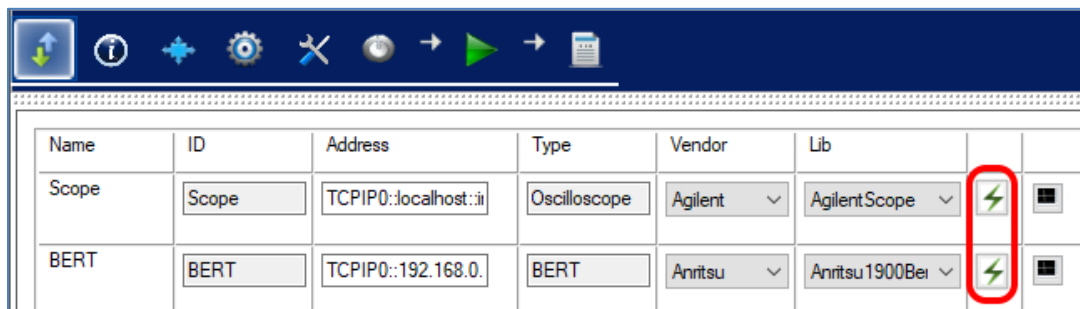 Name ID Address Type Vendor Lib
Scope Scope TCPIP0::localhost::i Oscilloscope Agilent AgilentScope
BERT BERT TCPIP0::192.168.0. BERT Anritsu Anritsu1900Ber